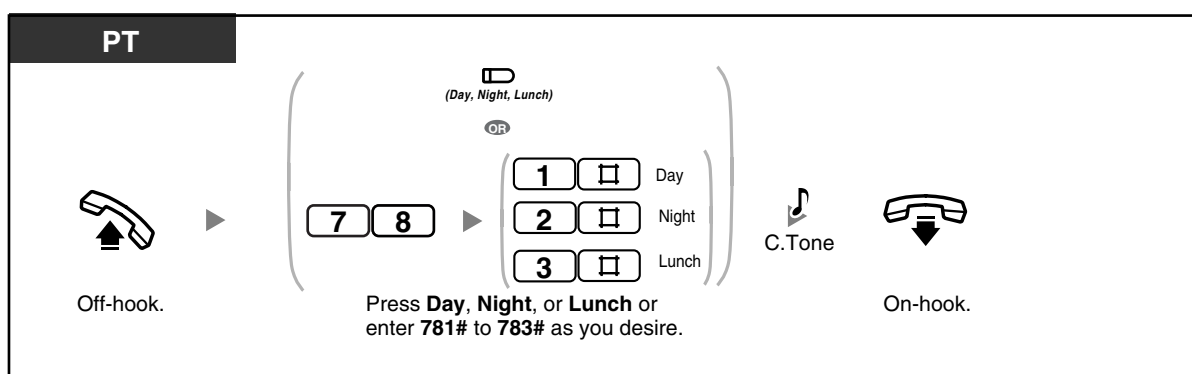 PT
(Day, Night, Lunch)
OR
1 # Day
7 8 2 # Night
3 # Lunch
C.Tone
Off-hook.
Press Day, Night, or Lunch or
enter 781# to 783# as you desire.
On-hook.